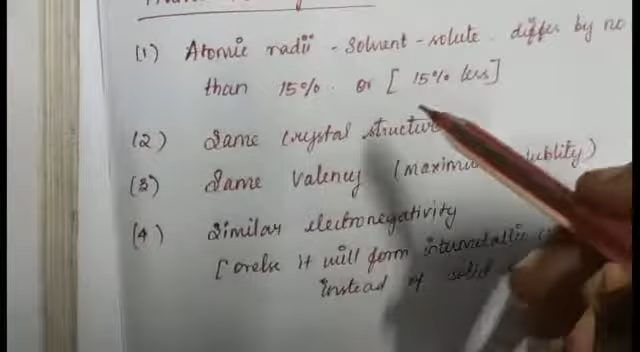 (1) Atomic radii - solvent - solute. differ by no
than 15%. or [15% less]
(2) Same Crystal structure
(3) Same Valency (maximum
(4) Similar electronegativity
[orelse it will form intermetallic
instead of solid